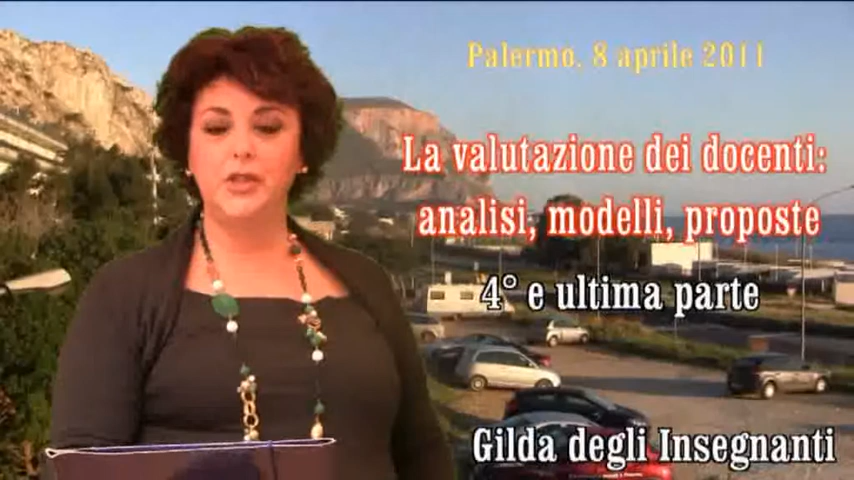 Palermo, 8 aprile 2011
La valutazione dei docenti:
analisi, modelli, proposte
4° e ultima parte
Gilda degli Insegnanti